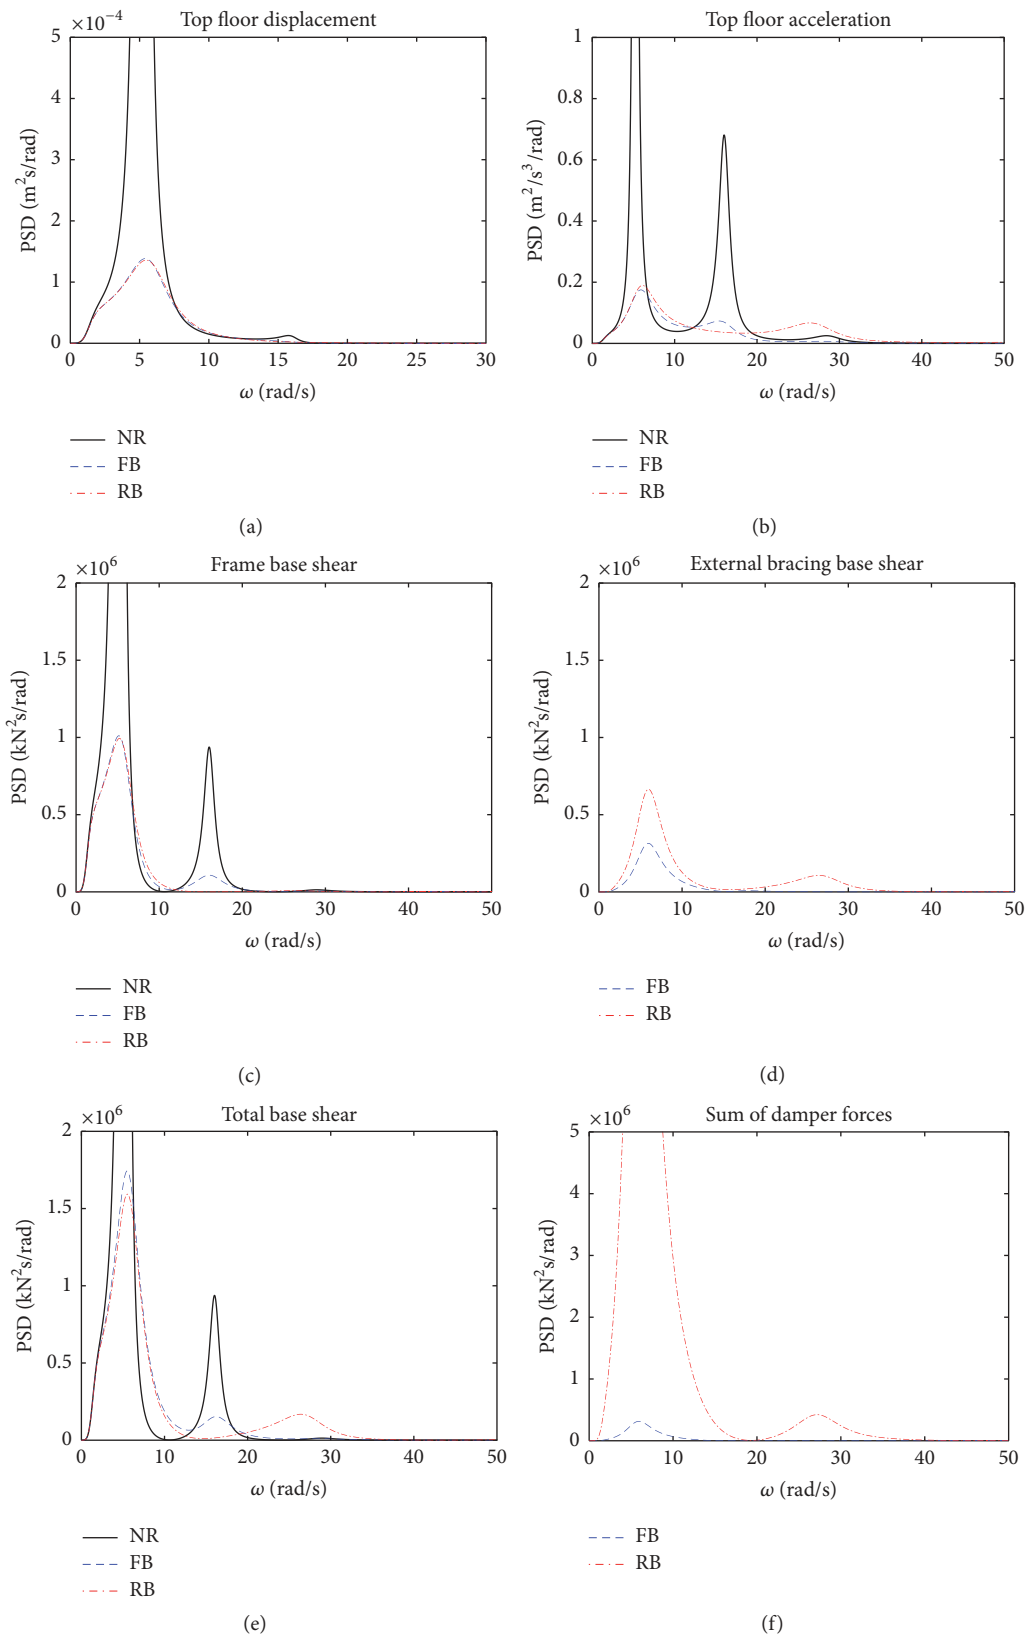 Top floor displacement
×10⁻⁴
5
4
2
1
0
0 5 10 15 20 25 30
PSD (m²s/rad)
ω (rad/s)
NR
FB
RB
(a)
Top floor acceleration
1
0.8
0.6
0.4
0.2
0
0 10 20 30 40 50
PSD (m²/s³/rad)
ω (rad/s)
NR
FB
RB
(b)
Frame base shear
×10⁶
2
1.5
1
0.5
0
0 10 20 30 40 50
PSD (kN²s/rad)
ω (rad/s)
NR
FB
RB
(c)
External bracing base shear
×10⁶
2
1.5
1
0.5
0
0 10 20 30 40 50
PSD (kN²s/rad)
ω (rad/s)
FB
RB
(d)
Total base shear
×10⁶
2
1.5
1
0.5
0
0 10 20 30 40 50
PSD (kN²s/rad)
ω (rad/s)
NR
FB
RB
(e)
Sum of damper forces
×10⁶
5
4
3
2
1
0
0 10 20 30 40 50
PSD (kN²s/rad)
ω (rad/s)
FB
RB
(f)